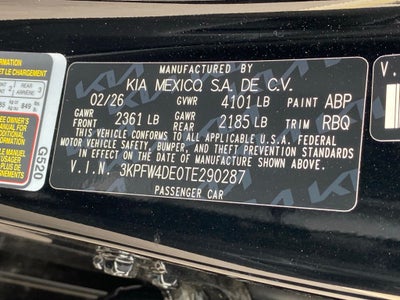 MANUFACTURED BY
KIA MEXICO, S.A. DE C.V.
02/26 GVWR 4101 LB PAINT ABP
GAWR FRONT 2361 LB GAWR REAR 2185 LB TRIM RBQ
THIS VEHICLE CONFORMS TO ALL APPLICABLE U.S.A. FEDERAL
MOTOR VEHICLE SAFETY, BUMPER, AND THEFT PREVENTION STANDARDS
IN EFFECT ON THE DATE OF MANUFACTURE SHOWN ABOVE.
V.I.N. 3KPFW4DE0TE290287
PASSENGER CAR
G520